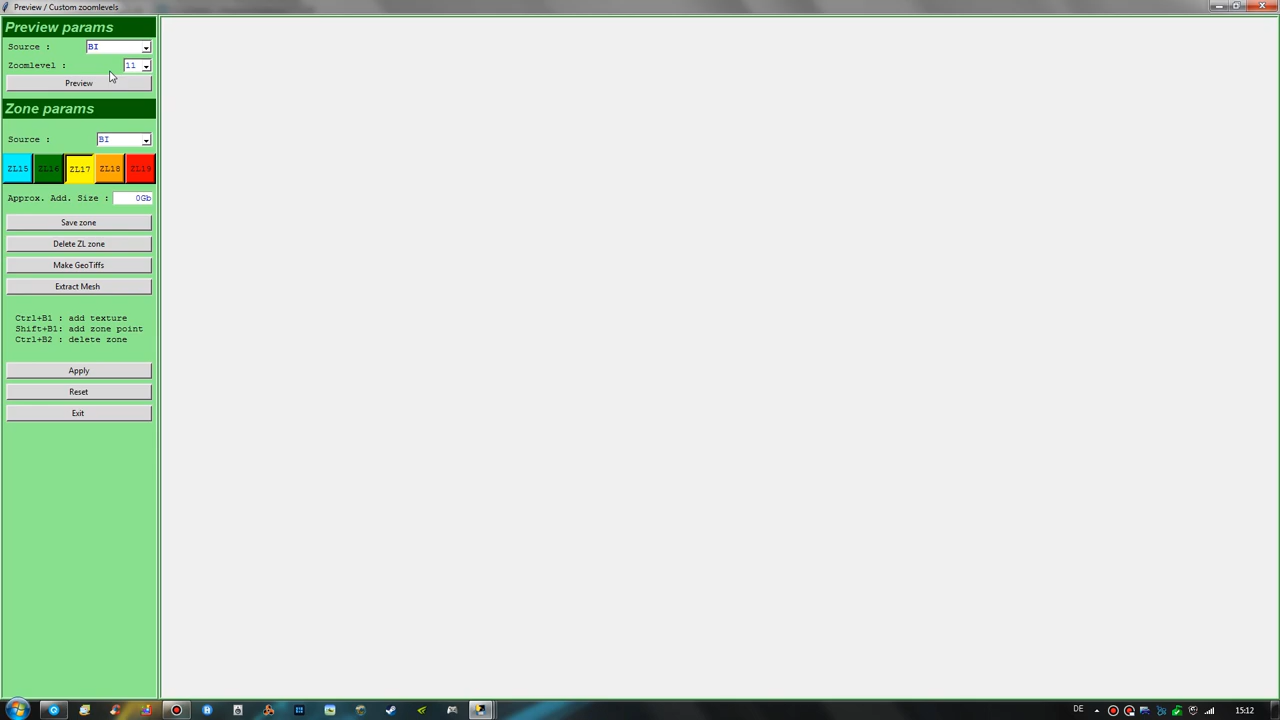 Preview / Custom zoomlevels
Preview params
Source : BI
Zoomlevel : 11
Preview
Zone params
Source : BI
ZL15 ZL16 ZL17 ZL18 ZL19
Approx. Add. Size : 0Gb
Save zone
Delete ZL zone
Make GeoTiffs
Extract Mesh
Ctrl+B1 : add texture
Shift+B1: add zone point
Ctrl+B2 : delete zone
Apply
Reset
Exit
DE 15:12